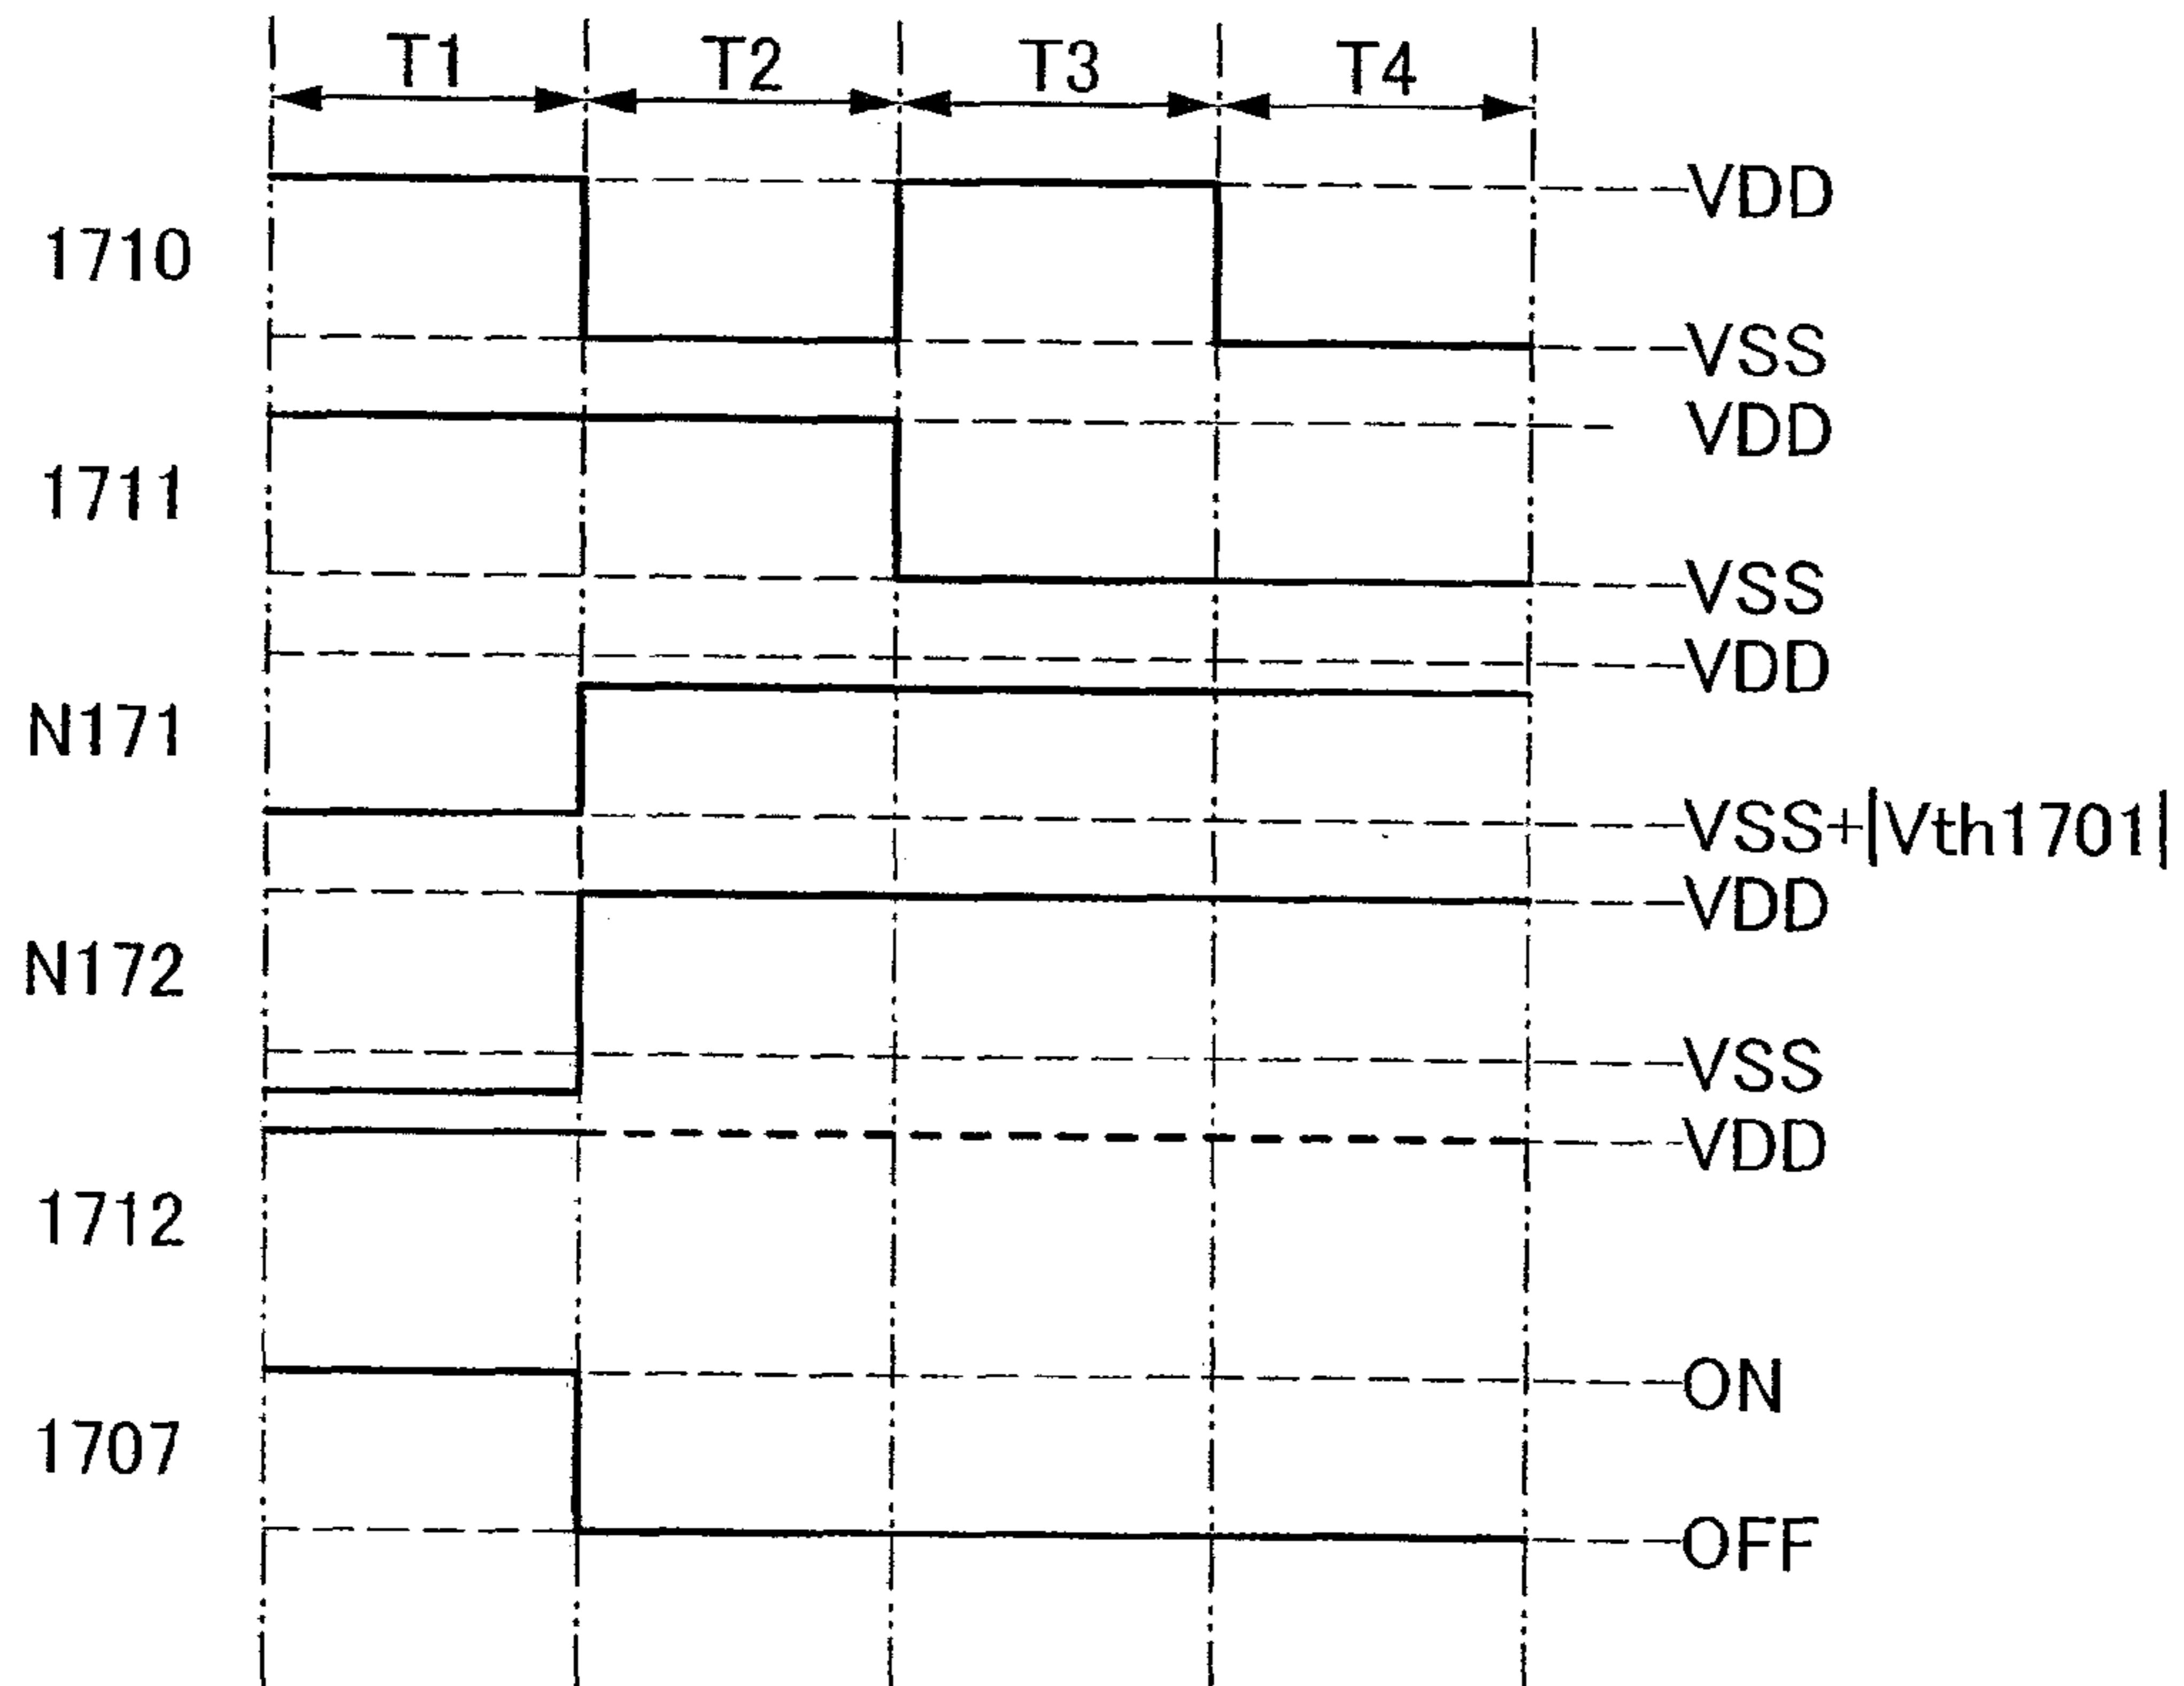 T1 T2 T3 T4
VDD
1710
VSS
VDD
1711
VSS
VDD
N171
VSS+|Vth1701|
VDD
N172
VSS
VDD
1712
ON
1707
OFF